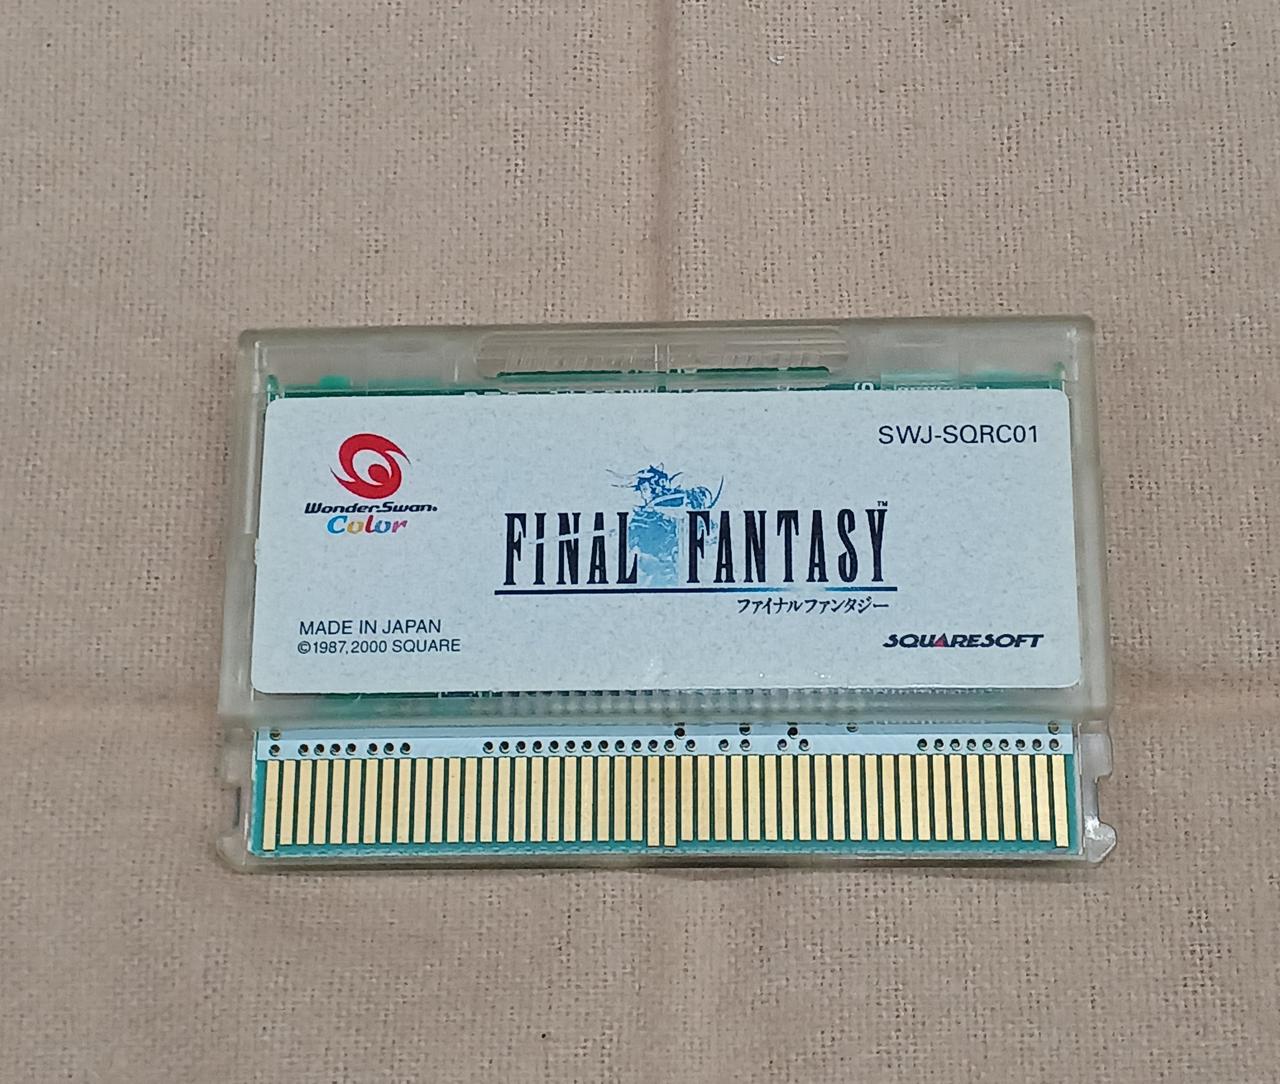 SWJ-SQRC01
WonderSwan
Color
FINAL FANTASY™
ファイナルファンタジー
MADE IN JAPAN
©1987, 2000 SQUARE
SQUARESOFT